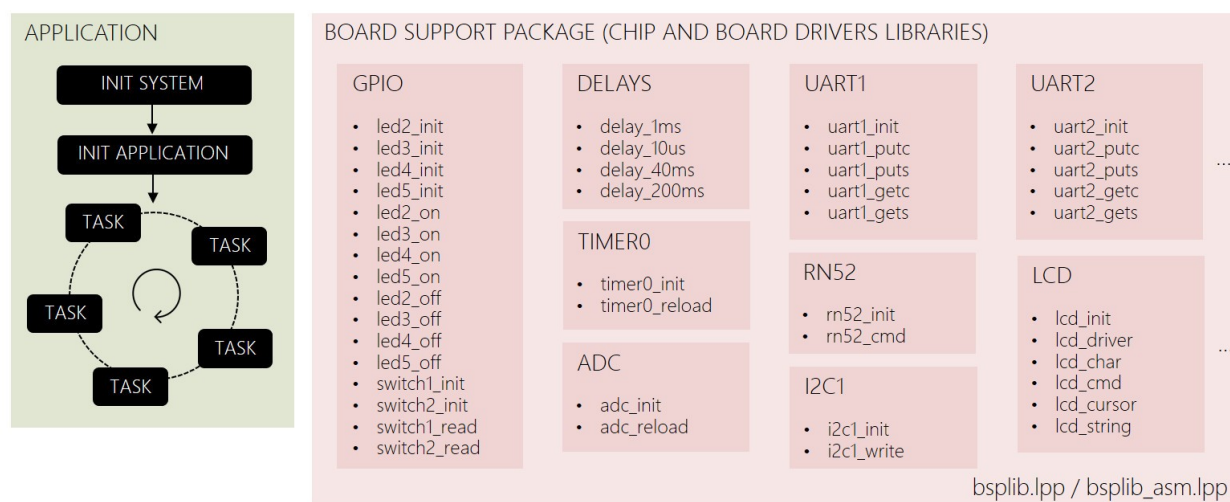 APPLICATION
INIT SYSTEM
INIT APPLICATION
TASK
TASK
TASK
TASK
TASK
BOARD SUPPORT PACKAGE (CHIP AND BOARD DRIVERS LIBRARIES)
GPIO
• led2_init
• led3_init
• led4_init
• led5_init
• led2_on
• led3_on
• led4_on
• led5_on
• led2_off
• led3_off
• led4_off
• led5_off
• switch1_init
• switch2_init
• switch1_read
• switch2_read
DELAYS
• delay_1ms
• delay_10us
• delay_40ms
• delay_200ms
TIMER0
• timer0_init
• timer0_reload
ADC
• adc_init
• adc_reload
UART1
• uart1_init
• uart1_putc
• uart1_puts
• uart1_getc
• uart1_gets
RN52
• rn52_init
• rn52_cmd
I2C1
• i2c1_init
• i2c1_write
UART2
• uart2_init
• uart2_putc
• uart2_puts
• uart2_getc
• uart2_gets
LCD
• lcd_init
• lcd_driver
• lcd_char
• lcd_cmd
• lcd_cursor
• lcd_string
...
...
bsplib.lpp / bsplib_asm.lpp